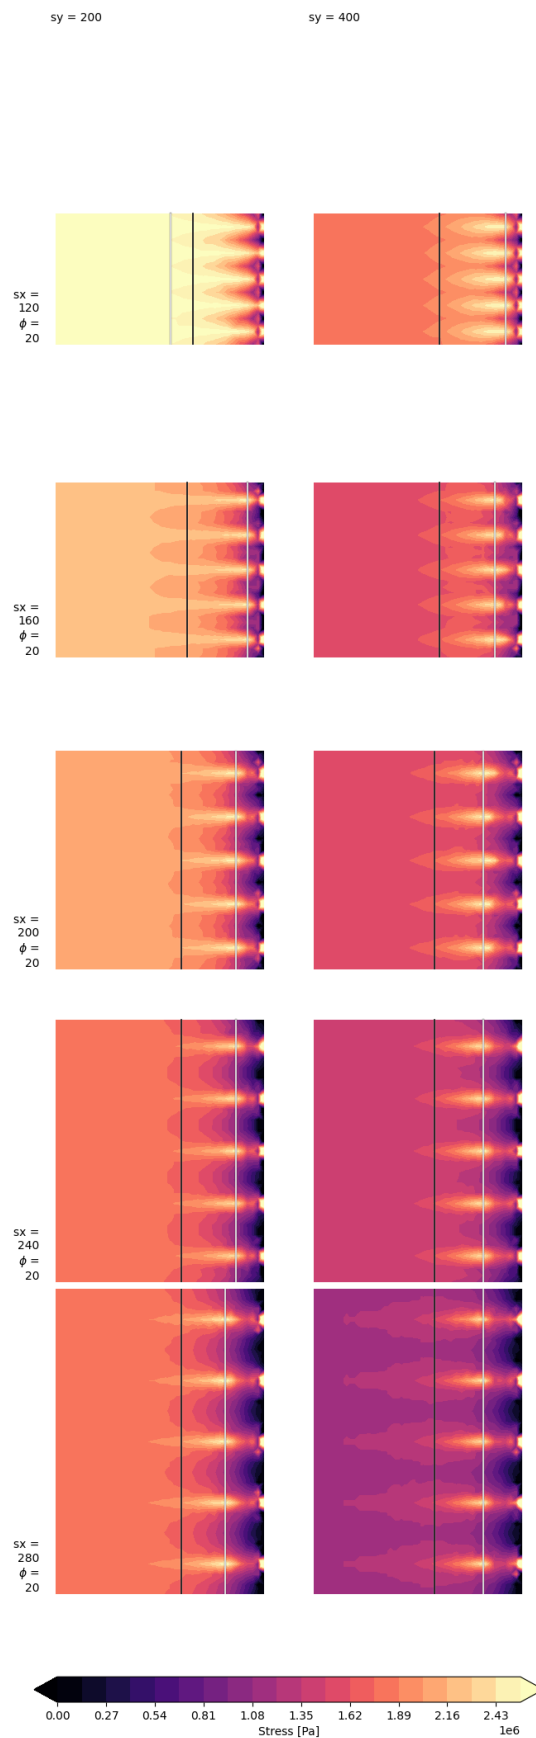 sy = 200
sy = 400
sx =
120
ϕ =
20
sx =
160
ϕ =
20
sx =
200
ϕ =
20
sx =
240
ϕ =
20
sx =
280
ϕ =
20
0.00 0.27 0.54 0.81 1.08 1.35 1.62 1.89 2.16 2.43
Stress [Pa]
1e6